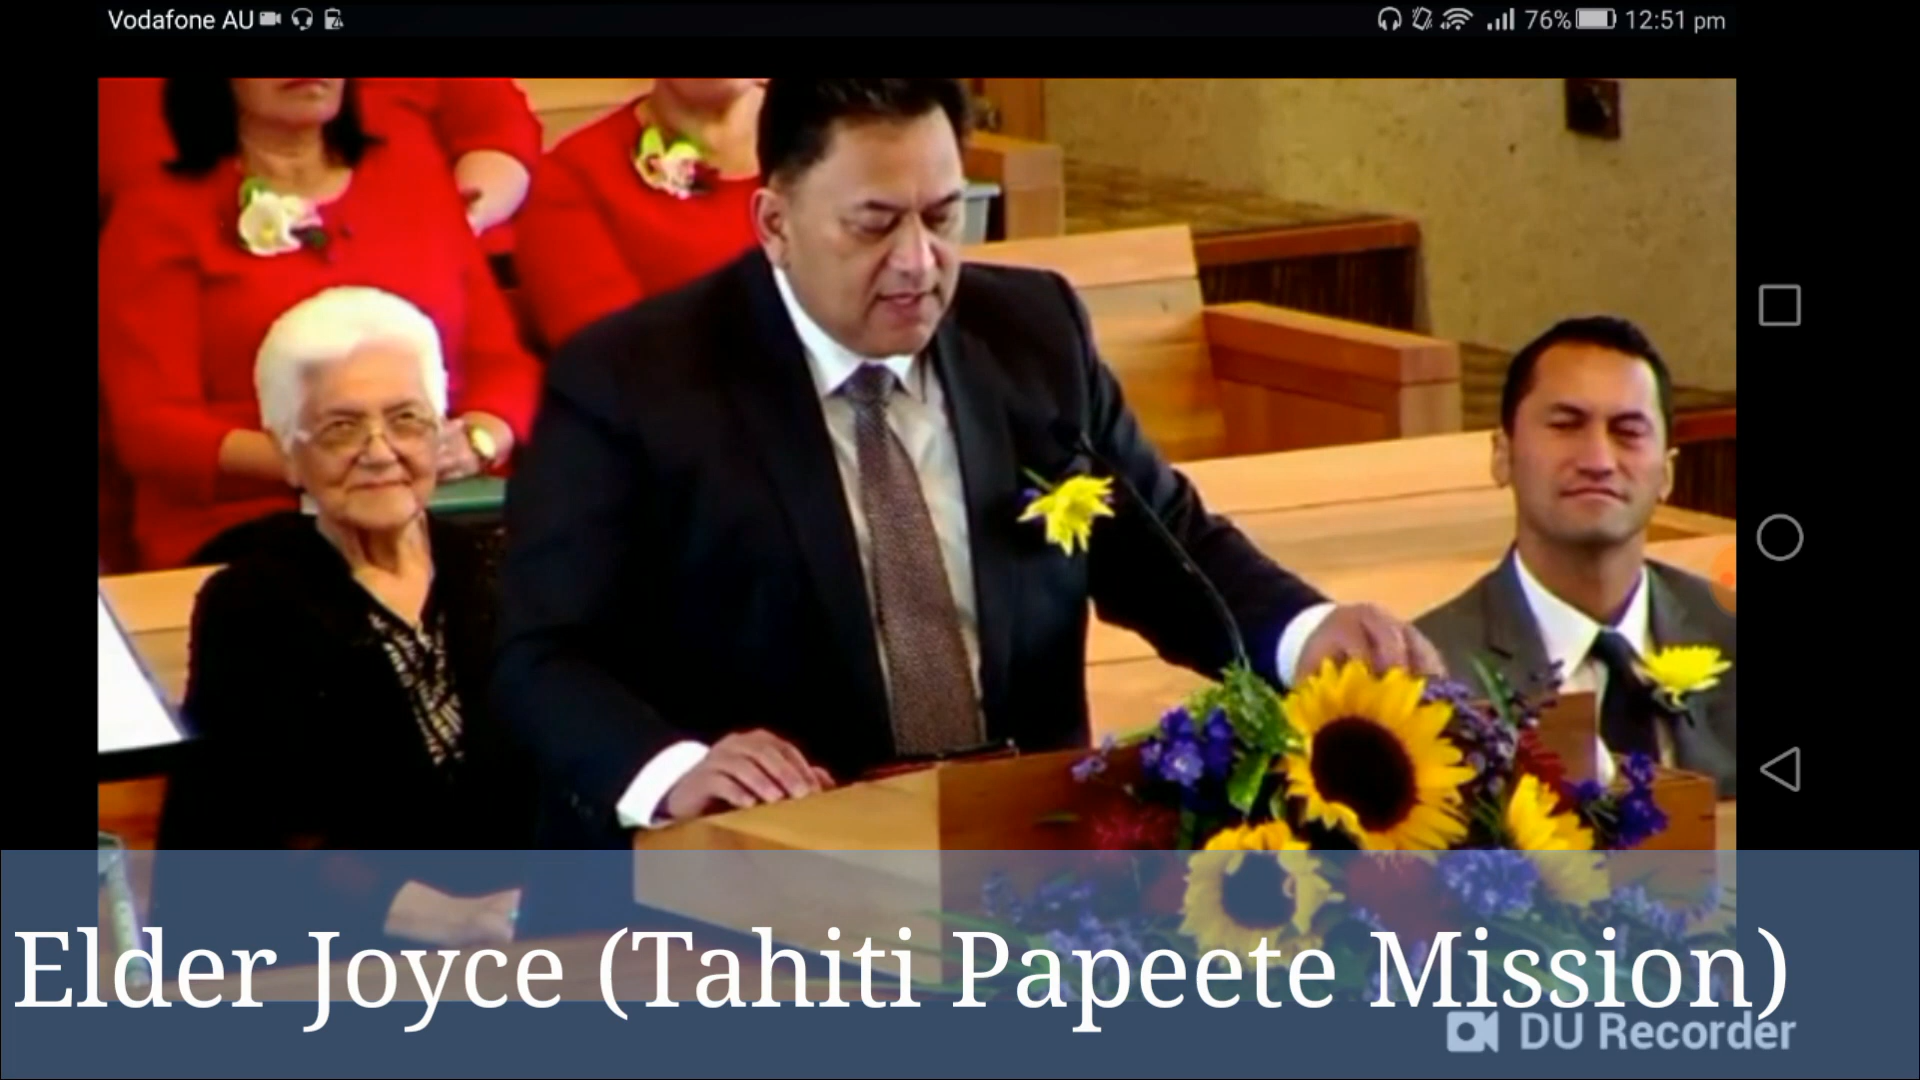 Vodafone AU 76% 12:51 pm
Elder Joyce (Tahiti Papeete Mission)
DU Recorder